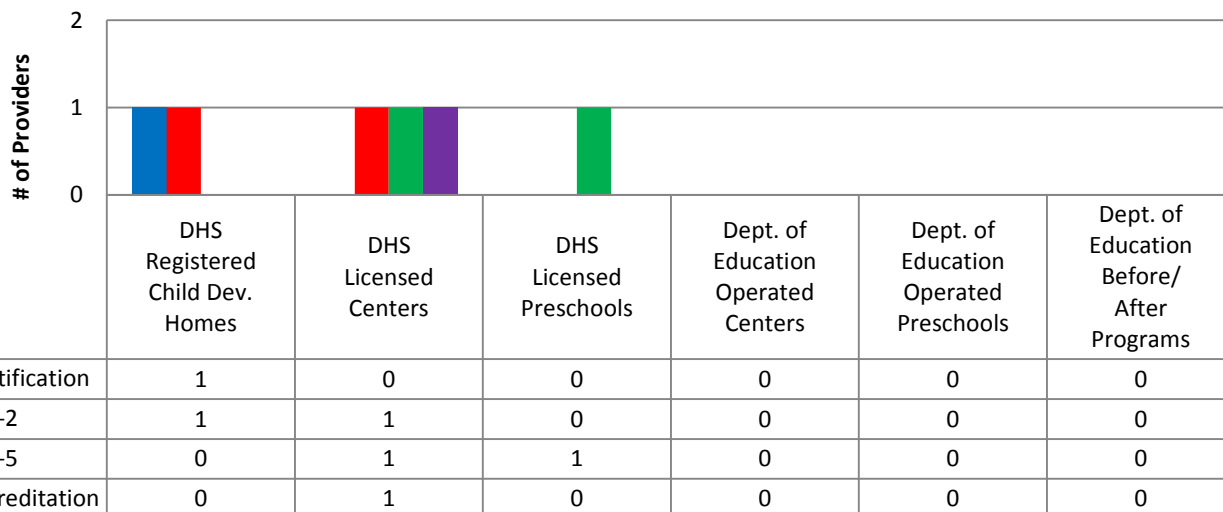 2
1
0
# of Providers
DHS
Registered
Child Dev.
Homes
DHS
Licensed
Centers
DHS
Licensed
Preschools
Dept. of
Education
Operated
Centers
Dept. of
Education
Operated
Preschools
Dept. of
Education
Before/
After
Programs
tification 1 0 0 0 0 0
-2 1 1 0 0 0 0
-5 0 1 1 0 0 0
reditation 0 1 0 0 0 0